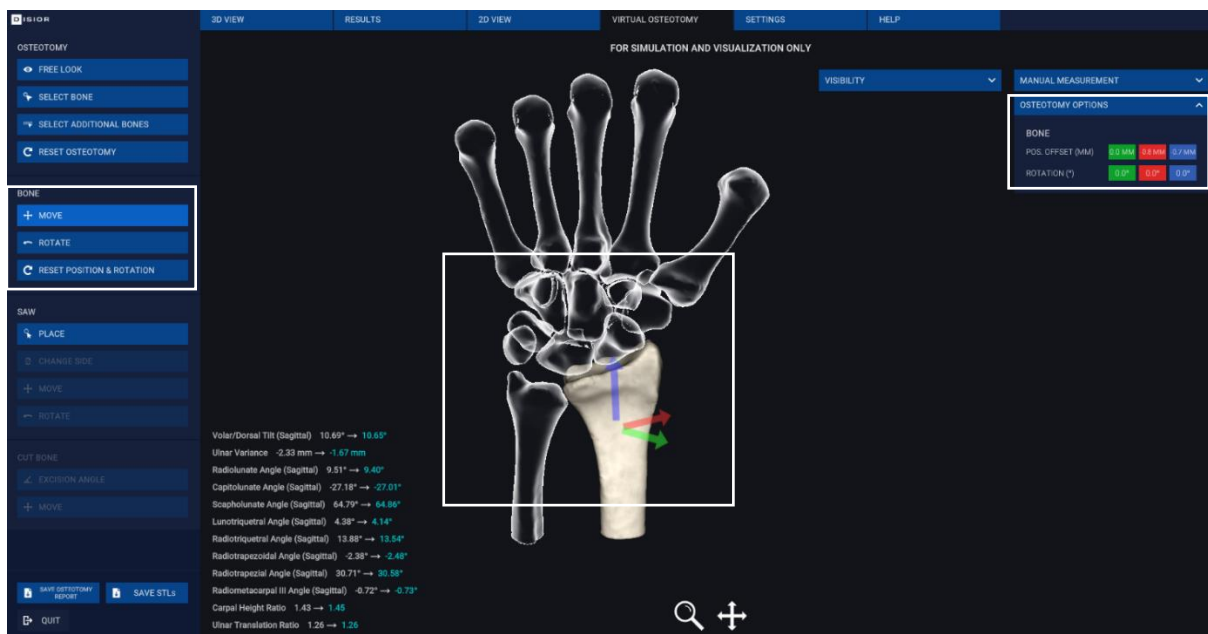 DISIOR
3D VIEW
RESULTS
2D VIEW
VIRTUAL OSTEOTOMY
SETTINGS
HELP
FOR SIMULATION AND VISUALIZATION ONLY
OSTEOTOMY
FREE LOOK
SELECT BONE
SELECT ADDITIONAL BONES
RESET OSTEOTOMY
BONE
MOVE
ROTATE
RESET POSITION & ROTATION
SAW
PLACE
CHANGE SIDE
MOVE
ROTATE
CUT BONE
EXCISION ANGLE
MOVE
SAVE OSTEOTOMY
REPORT
SAVE STLs
QUIT
VISIBILITY
MANUAL MEASUREMENT
OSTEOTOMY OPTIONS
BONE
POS. OFFSET (MM) 0.0 MM 0.8 MM 0.7 MM
ROTATION (°) 0.0° 0.0° 0.0°
Volar/Dorsal Tilt (Sagittal) 10.69° → 10.65°
Ulnar Variance -2.33 mm → -1.67 mm
Radiolunate Angle (Sagittal) 9.51° → 9.40°
Capitolunate Angle (Sagittal) -27.18° → -27.01°
Scapholunate Angle (Sagittal) 64.79° → 64.86°
Lunotriquetral Angle (Sagittal) 4.38° → 4.14°
Radiotriquetral Angle (Sagittal) 13.88° → 13.54°
Radiotrapezoidal Angle (Sagittal) -2.38° → -2.48°
Radiotrapezial Angle (Sagittal) 30.71° → 30.58°
Radiometacarpal III Angle (Sagittal) -0.72° → -0.73°
Carpal Height Ratio 1.43 → 1.45
Ulnar Translation Ratio 1.26 → 1.26